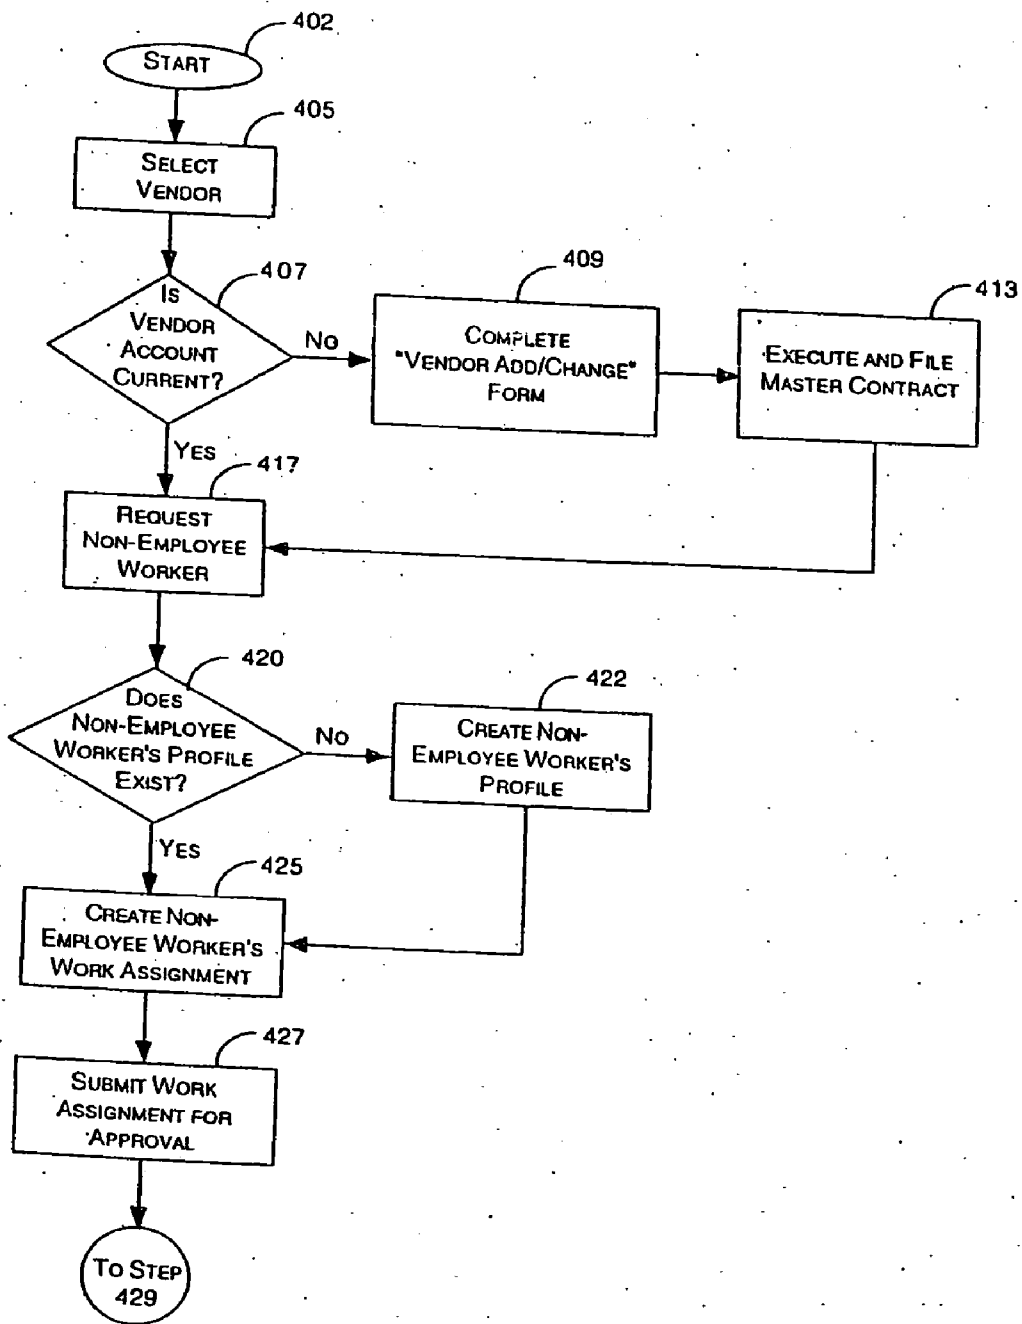 402
START
405
SELECT
VENDOR
407
IS
VENDOR
ACCOUNT
CURRENT?
NO
409
COMPLETE
"VENDOR ADD/CHANGE"
FORM
413
EXECUTE AND FILE
MASTER CONTRACT
YES
417
REQUEST
NON-EMPLOYEE
WORKER
420
DOES
NON-EMPLOYEE
WORKER'S PROFILE
EXIST?
NO
422
CREATE NON-
EMPLOYEE WORKER'S
PROFILE
YES
425
CREATE NON-
EMPLOYEE WORKER'S
WORK ASSIGNMENT
427
SUBMIT WORK
ASSIGNMENT FOR
APPROVAL
TO STEP
429